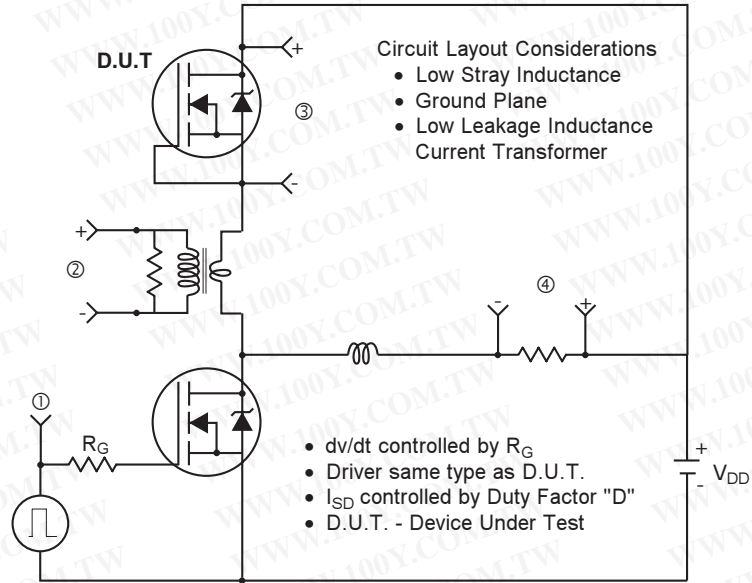 D.U.T
+
-
③
Circuit Layout Considerations
• Low Stray Inductance
• Ground Plane
• Low Leakage Inductance
Current Transformer
+
②
-
-
④
+
①
R_G
• dv/dt controlled by R_G
• Driver same type as D.U.T.
• I_SD controlled by Duty Factor "D"
• D.U.T. - Device Under Test
+
V_DD
-
WWW.100Y.COM.TW